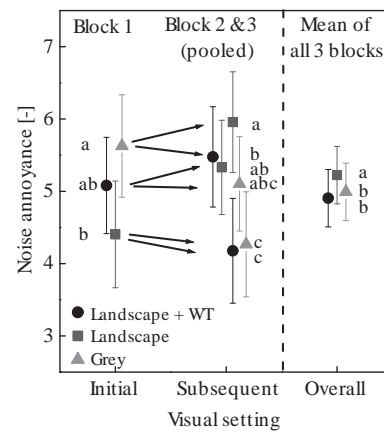 Block 1 Block 2 & 3 Mean of
(pooled) all 3 blocks
7
6
5
4
3
Noise annoyance [-]
a
ab
b
a
b
ab
abc
c
c
a
b
b
Landscape + WT
Landscape
Grey
Initial Subsequent Overall
Visual setting